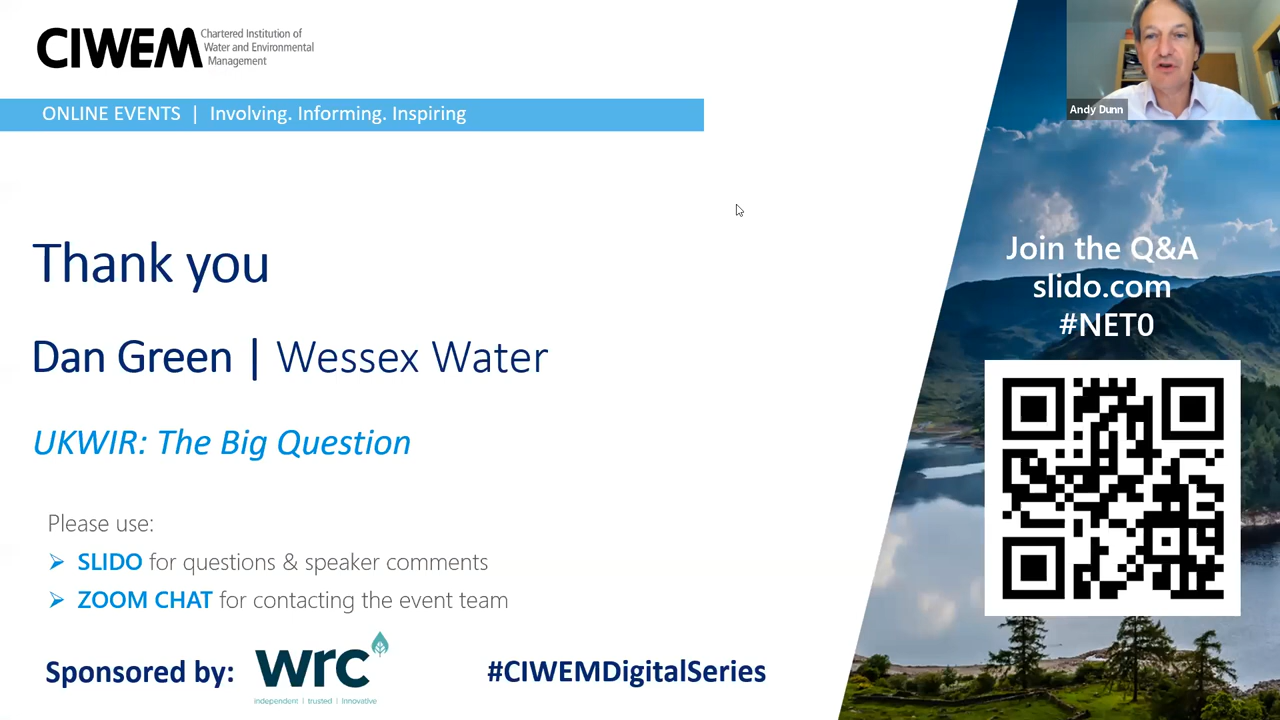 CIWEM
Chartered Institution of
Water and Environmental
Management
ONLINE EVENTS | Involving. Informing. Inspiring
Andy Dunn
Thank you
Dan Green | Wessex Water
UKWIR: The Big Question
Please use:
SLIDO for questions & speaker comments
ZOOM CHAT for contacting the event team
Sponsored by:
wrc
independent | trusted | innovative
#CIWEMDigitalSeries
Join the Q&A
slido.com
#NET0